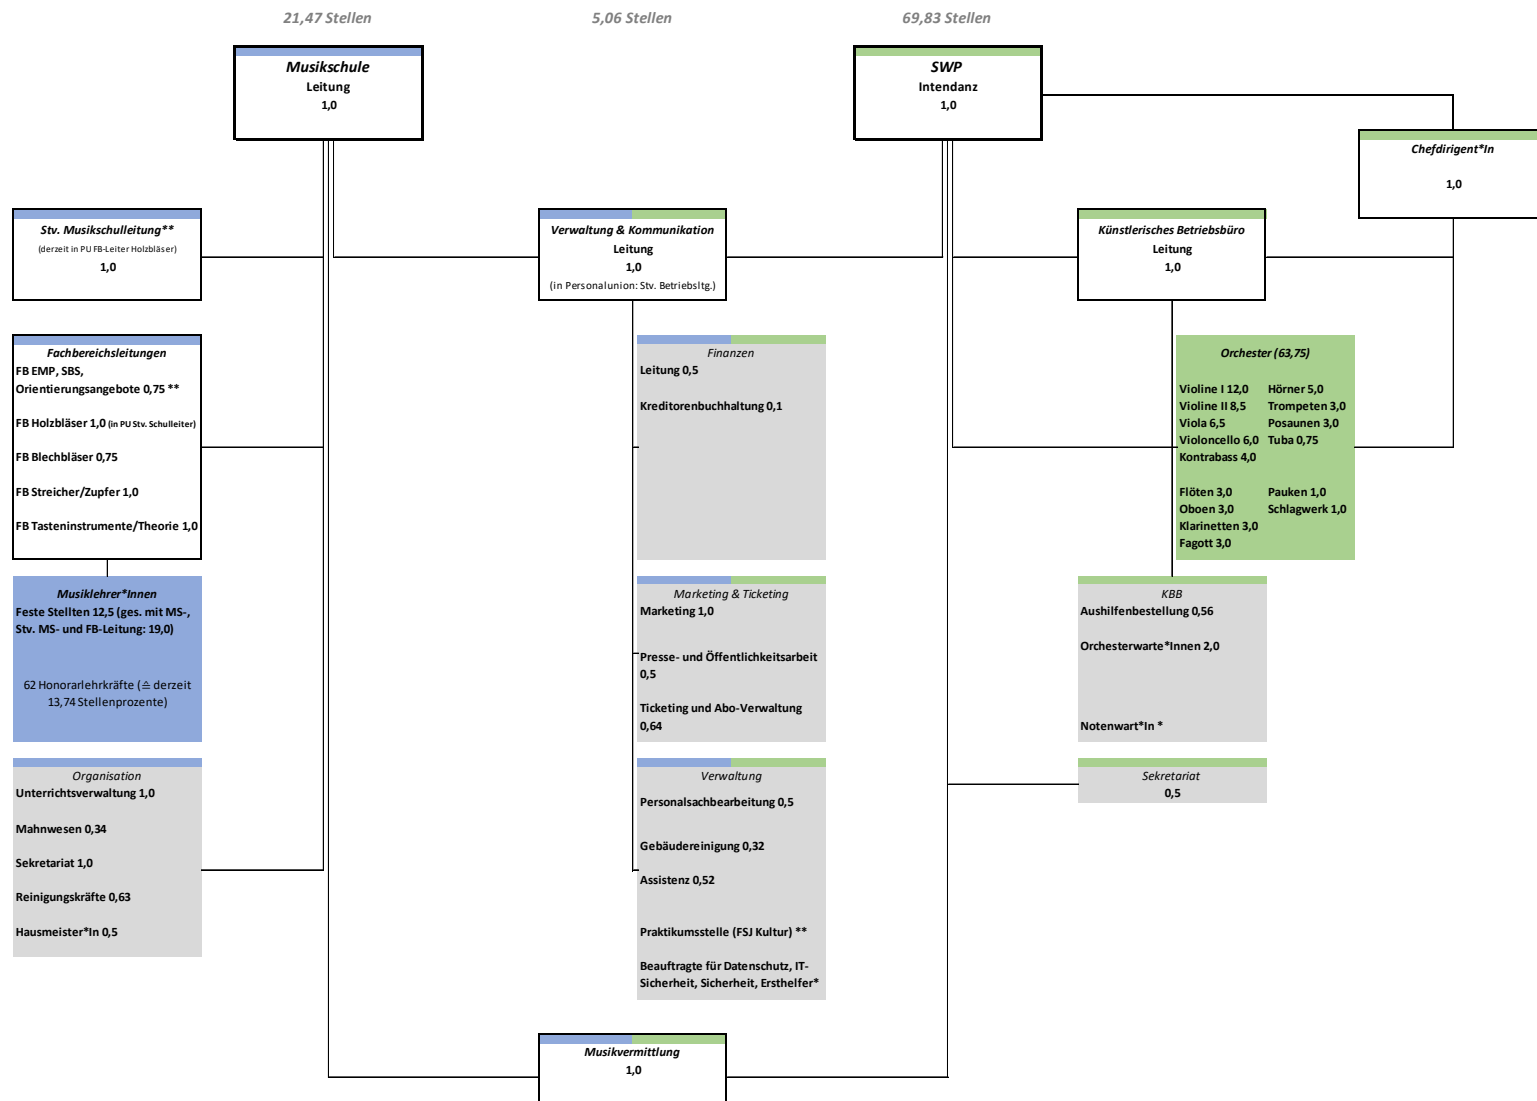 21,47 Stellen
5,06 Stellen
69,83 Stellen
Musikschule
Leitung
1,0
SWP
Intendanz
1,0
Chefdirigent*In
1,0
Stv. Musikschulleitung**
(derzeit in PU FB-Leiter Holzbläser)
1,0
Verwaltung & Kommunikation
Leitung
1,0
(in Personalunion: Stv. Betriebsltg.)
Künstlerisches Betriebsbüro
Leitung
1,0
Fachbereichsleitungen
FB EMP, SBS,
Orientierungsangebote 0,75 **
FB Holzbläser 1,0 (in PU Stv. Schulleiter)
FB Blechbläser 0,75
FB Streicher/Zupfer 1,0
FB Tasteninstrumente/Theorie 1,0
Finanzen
Leitung 0,5
Kreditorenbuchhaltung 0,1
Orchester (63,75)
Violine I 12,0 Hörner 5,0
Violine II 8,5 Trompeten 3,0
Viola 6,5 Posaunen 3,0
Violoncello 6,0 Tuba 0,75
Kontrabass 4,0
Flöten 3,0 Pauken 1,0
Oboen 3,0 Schlagwerk 1,0
Klarinetten 3,0
Fagott 3,0
Musiklehrer*Innen
Feste Stellten 12,5 (ges. mit MS-,
Stv. MS- und FB-Leitung: 19,0)
62 Honorarlehrkräfte (≙ derzeit
13,74 Stellenprozente)
Marketing & Ticketing
Marketing 1,0
Presse- und Öffentlichkeitsarbeit
0,5
Ticketing und Abo-Verwaltung
0,64
KBB
Aushilfenbestellung 0,56
Orchesterwarte*Innen 2,0
Notenwart*In *
Organisation
Unterrichtsverwaltung 1,0
Mahnwesen 0,34
Sekretariat 1,0
Reinigungskräfte 0,63
Hausmeister*In 0,5
Verwaltung
Personalsachbearbeitung 0,5
Gebäudereinigung 0,32
Assistenz 0,52
Praktikumsstelle (FSJ Kultur) **
Beauftragte für Datenschutz, IT-
Sicherheit, Sicherheit, Ersthelfer*
Sekretariat
0,5
Musikvermittlung
1,0